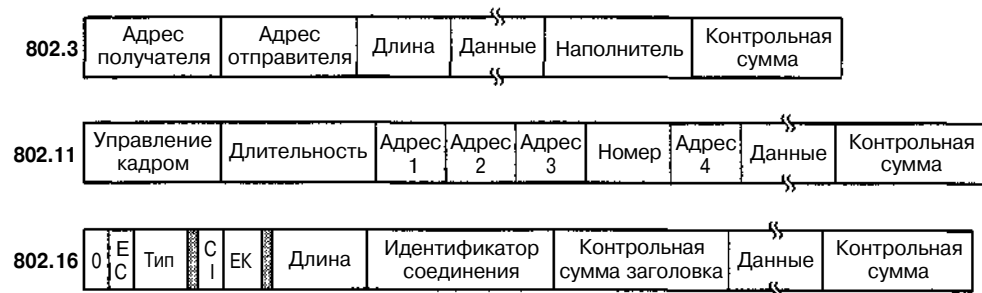 802.3 Адрес получателя Адрес отправителя Длина Данные Наполнитель Контрольная сумма
802.11 Управление кадром Длительность Адрес 1 Адрес 2 Адрес 3 Номер Адрес 4 Данные Контрольная сумма
802.16 0 EC Тип CI EK Длина Идентификатор соединения Контрольная сумма заголовка Данные Контрольная сумма